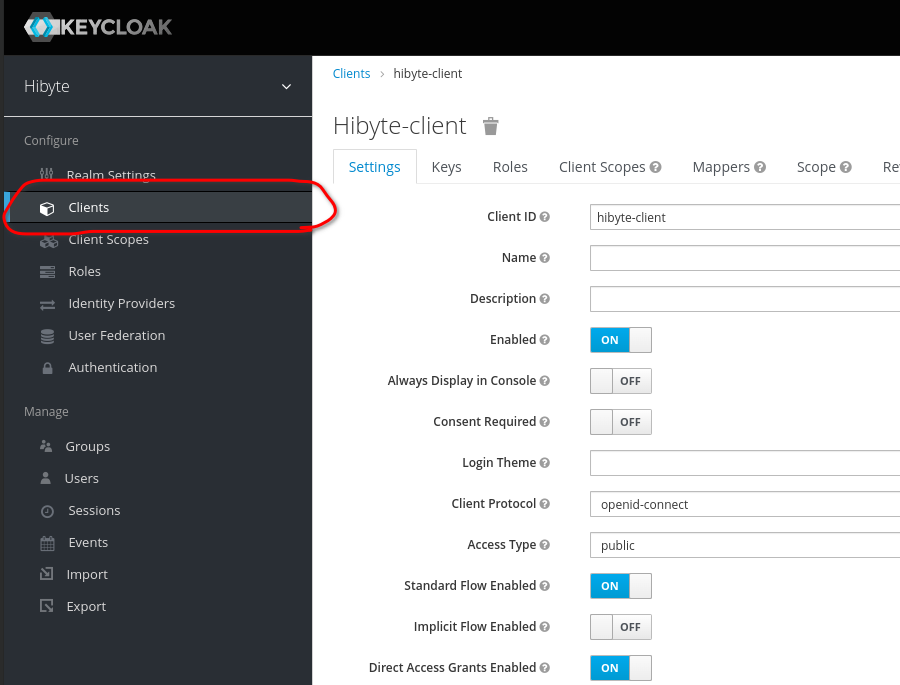 KEYCLOAK
Hibyte
Configure
Realm Settings
Clients
Client Scopes
Roles
Identity Providers
User Federation
Authentication
Manage
Groups
Users
Sessions
Events
Import
Export
Clients › hibyte-client
Hibyte-client
Settings Keys Roles Client Scopes Mappers Scope
Client ID hibyte-client
Name
Description
Enabled ON
Always Display in Console OFF
Consent Required OFF
Login Theme
Client Protocol openid-connect
Access Type public
Standard Flow Enabled ON
Implicit Flow Enabled OFF
Direct Access Grants Enabled ON